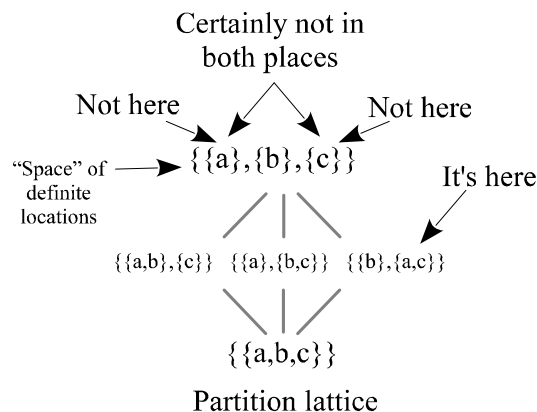 Certainly not in
both places
Not here
Not here
{{a},{b},{c}}
“Space” of
definite
locations
It's here
{{a,b},{c}} {{a},{b,c}} {{b},{a,c}}
{{a,b,c}}
Partition lattice